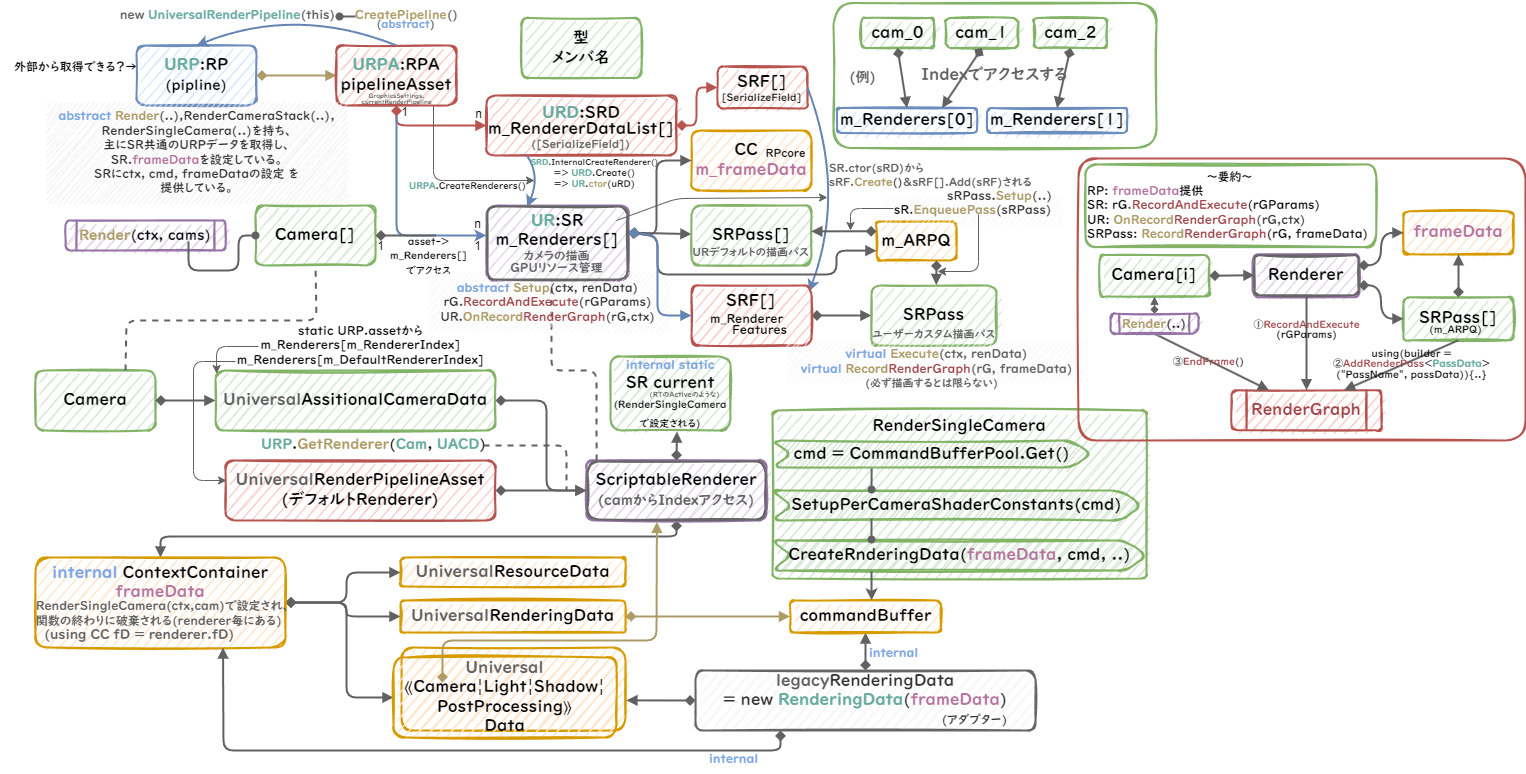 new UniversalRenderPipeline(this)
CreatePipeline()
(abstract)
外部から取得できる?→
URP:RP
(pipline)
URPA:RPA
pipelineAsset
GraphicsSettings.
currentRenderPipeline
型
メンバ名
abstract Render(..),RenderCameraStack(..),
RenderSingleCamera(..)を持ち、
主にSR共通のURPデータを取得し、
SR.frameDataを設定している。
SRにctx, cmd, frameDataの設定 を
提供している。
1
1
n
URD:SRD
m_RendererDataList[]
([SerializeField])
SRF[]
[SerializeField]
SRD.InternalCreateRenderer()
=> URD.Create()
=> UR.ctor(uRD)
URPA.CreateRenderers()
CC RPcore
m_frameData
SR.ctor(sRD)から
sRF.Create()&sRF[].Add(sRF)される
sRPass.Setup(..)
sR.EnqueuePass(sRPass)
cam_0
cam_1
cam_2
(例)
Indexでアクセスする
m_Renderers[0]
m_Renderers[1]
Render(ctx, cams)
Camera[]
1
asset->
m_Renderers[]
でアクセス
n
1
UR:SR
m_Renderers[]
カメラの描画
GPUリソース管理
abstract Setup(ctx, renData)
rG.RecordAndExecute(rGParams)
UR.OnRecordRenderGraph(rG,ctx)
SRPass[]
URデフォルトの描画パス
m_ARPQ
SRF[]
m_Renderer
Features
SRPass
ユーザーカスタム描画パス
virtual Execute(ctx, renData)
virtual RecordRenderGraph(rG, frameData)
(必ず描画するとは限らない)
〜要約〜
RP: frameData提供
SR: rG.RecordAndExecute(rGParams)
UR: OnRecordRenderGraph(rG,ctx)
SRPass: RecordRenderGraph(rG, frameData)
frameData
Camera[i]
Renderer
Render(..)
SRPass[]
(m_ARPQ)
①RecordAndExecute
(rGParams)
③EndFrame()
using(builder =
②AddRenderPass<PassData>
("PassName", passData)){..}
RenderGraph
static URP.assetから
m_Renderers[m_RendererIndex]
m_Renderers[m_DefaultRendererIndex]
Camera
UniversalAssitionalCameraData
URP.GetRenderer(Cam, UACD)
UniversalRenderPipelineAsset
(デフォルトRenderer)
internal static
SR current
(RTのActiveのような)
(RenderSingleCamera
で設定される)
ScriptableRenderer
(camからIndexアクセス)
RenderSingleCamera
cmd = CommandBufferPool.Get()
SetupPerCameraShaderConstants(cmd)
CreateRnderingData(frameData, cmd, ..)
internal ContextContainer
frameData
RenderSingleCamera(ctx,cam)で設定され、
関数の終わりに破棄される(renderer毎にある)
(using CC fD = renderer.fD)
UniversalResourceData
UniversalRenderingData
commandBuffer
Universal
《Camera¦Light¦Shadow¦
PostProcessing》
Data
internal
legacyRenderingData
= new RenderingData(frameData)
(アダプター)
internal